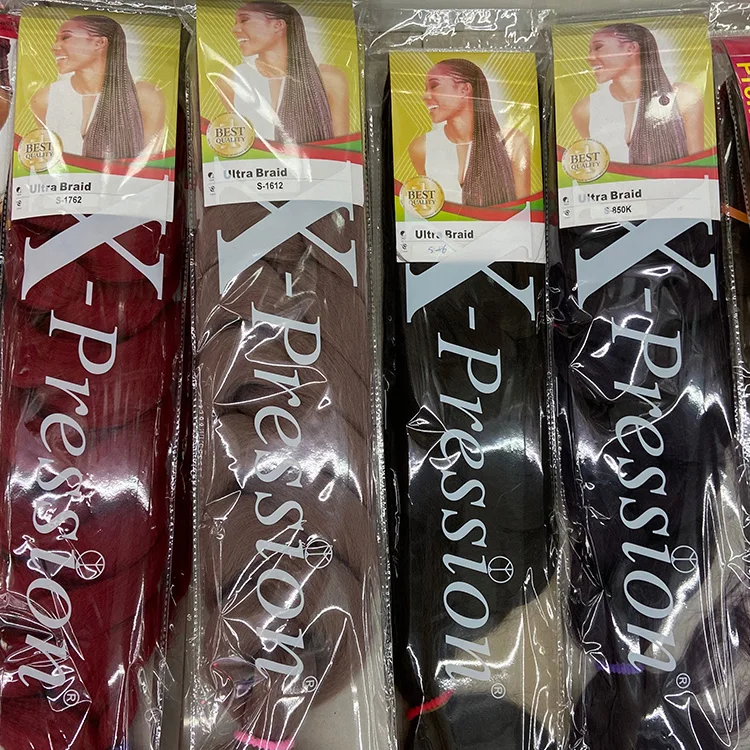 BEST
QUALITY
Ultra Braid
S-1762
X-Pression®
BEST
QUALITY
Ultra Braid
S-1612
X-Pression®
BEST
QUALITY
Ultra Braid
X-Pression®
BEST
QUALITY
Ultra Braid
S-850K
X-Pression®